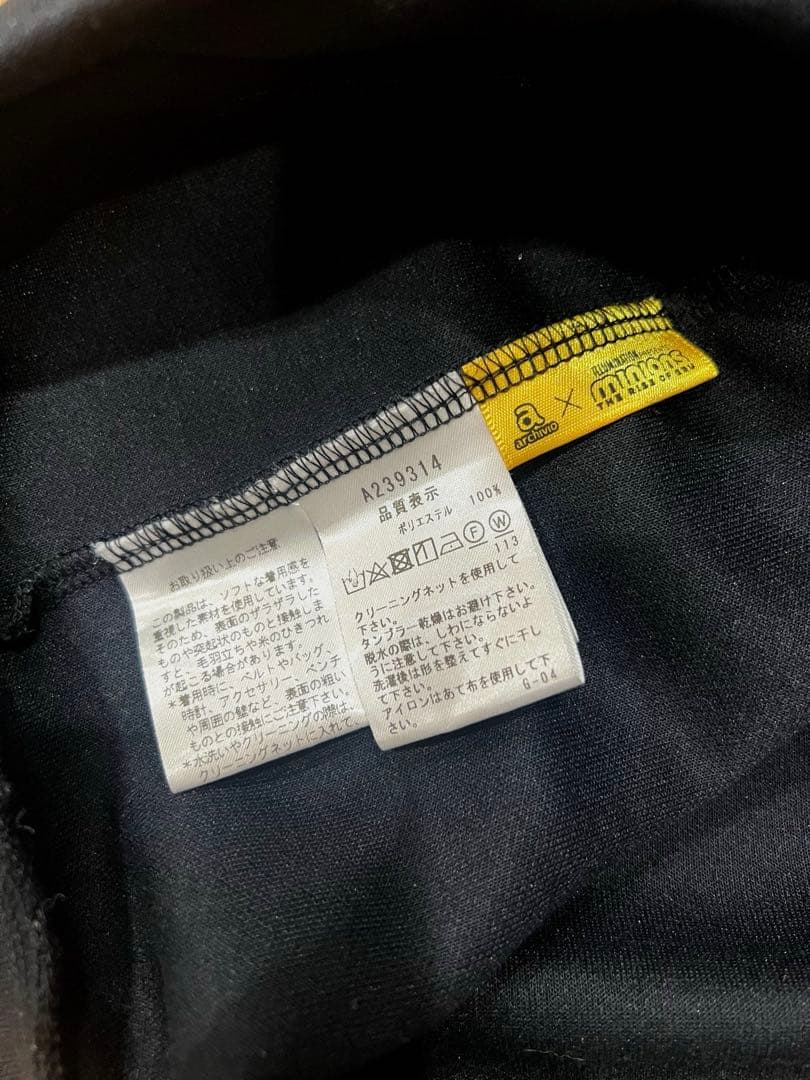 ILLUMINATION
minions
THE RISE OF GRU
a × 
archivio
A239314
品質表示
ポリエステル 100%
F W
113
クリーニングネットを使用して
下さい。
タンブラー乾燥はお避け下さい。
脱水の際は、しわにならないよ
うに注意して下さい。
洗濯後は形を整えてすぐに干し
て下さい。
アイロンはあて布を使用して下
さい。
G-04
お取り扱い上のご注意
この製品は、ソフトな着用感を
重視した素材を使用しています。
そのため、表面のザラザラした
ものや突起状のものと接触しま
すと、毛羽立ちや糸のひきつれ
が起こる場合があります。
*着用時に、ベルトやバッグ、
時計、アクセサリー、ベンチ
や周囲の壁など、表面の粗い
ものとの接触にご注意下さい。
*水洗いやクリーニングの際は、
クリーニングネットに入れて、